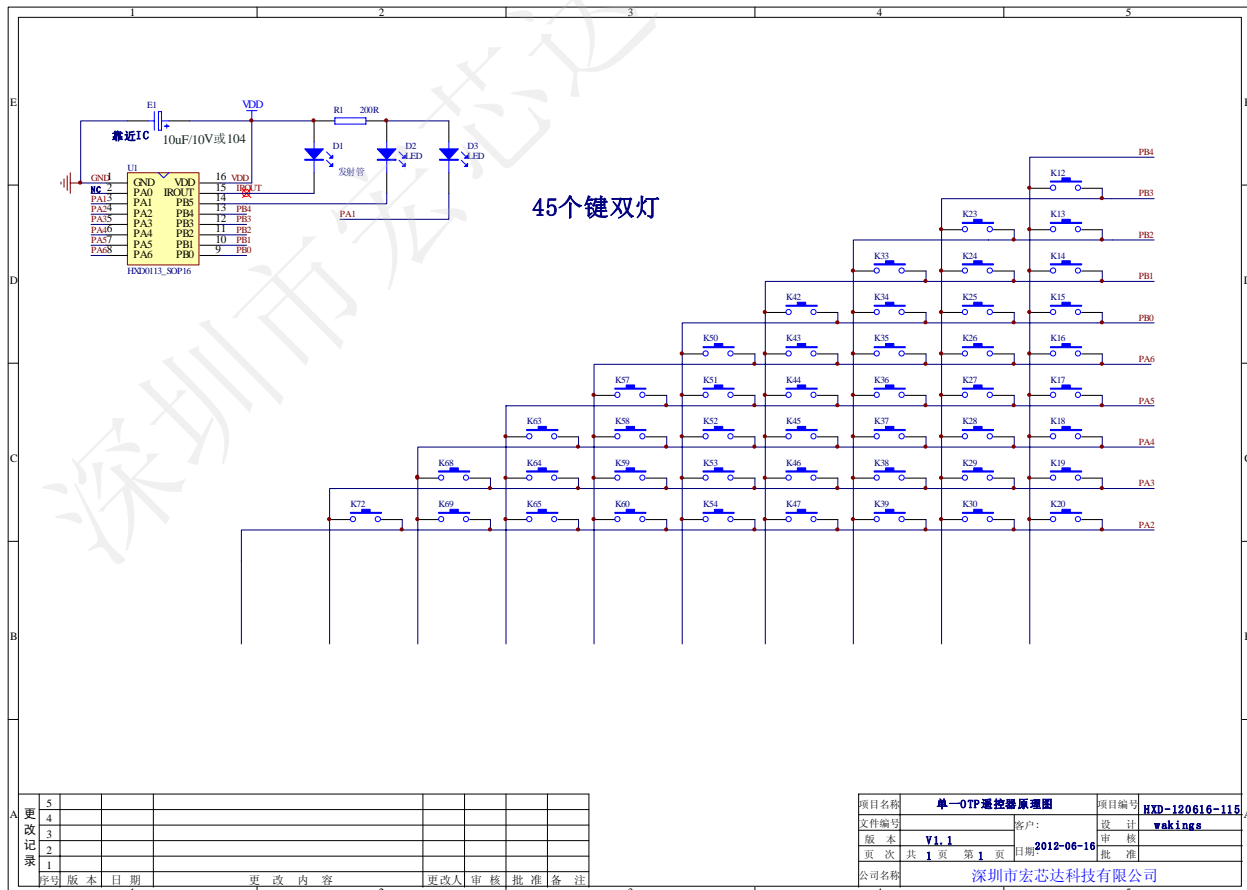 1 2 3 4 5
E
D
C
B
A
深圳市宏芯达
E1
VDD
R1 200R
靠近IC
10uF/10V或104
D1
D2
LED
D3
LED
发射管
U1
GND 1 GND VDD 16 VDD
NC 2 PA0 IROUT 15 IROUT
PA1 3 PA1 PB5 14
PA2 4 PA2 PB4 13 PB4
PA3 5 PA3 PB3 12 PB3
PA4 6 PA4 PB2 11 PB2
PA5 7 PA5 PB1 10 PB1
PA6 8 PA6 PB0 9 PB0
HXD0113_SOP16
PA1
45个键双灯
PB4
K12
PB3
K23 K13
PB2
K33 K24 K14
PB1
K42 K34 K25 K15
PB0
K50 K43 K35 K26 K16
PA6
K57 K51 K44 K36 K27 K17
PA5
K63 K58 K52 K45 K37 K28 K18
PA4
K68 K64 K59 K53 K46 K38 K29 K19
PA3
K72 K69 K65 K60 K54 K47 K39 K30 K20
PA2
更改记录
5
4
3
2
1
序号 版 本 日 期 更 改 内 容 更改人 审 核 批 准 备 注
项目名称 单一OTP遥控器原理图 项目编号 HXD-120616-115
文件编号 客户: 设 计 wakings
版 本 V1.1 审 核
页 次 共 1 页 第 1 页 日期: 2012-06-16 批 准
公司名称 深圳市宏芯达科技有限公司